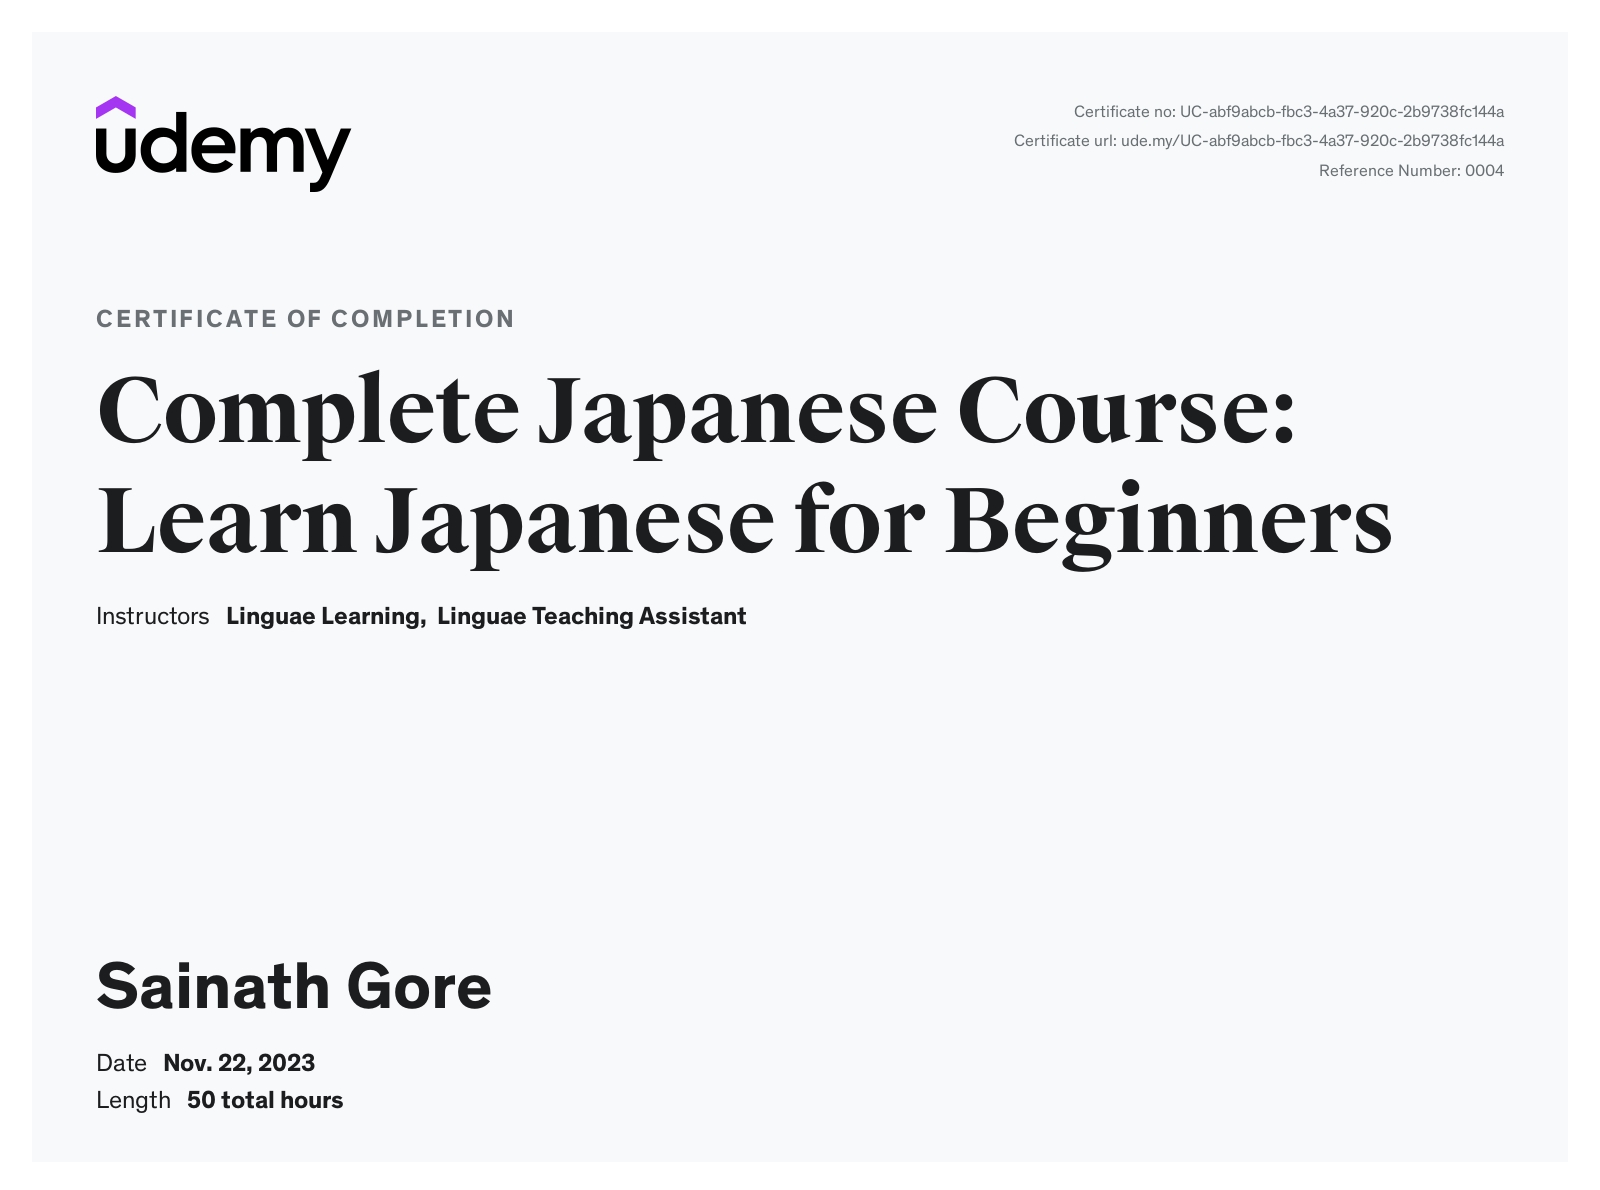 udemy
Certificate no: UC-abf9abcb-fbc3-4a37-920c-2b9738fc144a
Certificate url: ude.my/UC-abf9abcb-fbc3-4a37-920c-2b9738fc144a
Reference Number: 0004
CERTIFICATE OF COMPLETION
Complete Japanese Course:
Learn Japanese for Beginners
Instructors Linguae Learning, Linguae Teaching Assistant
Sainath Gore
Date Nov. 22, 2023
Length 50 total hours